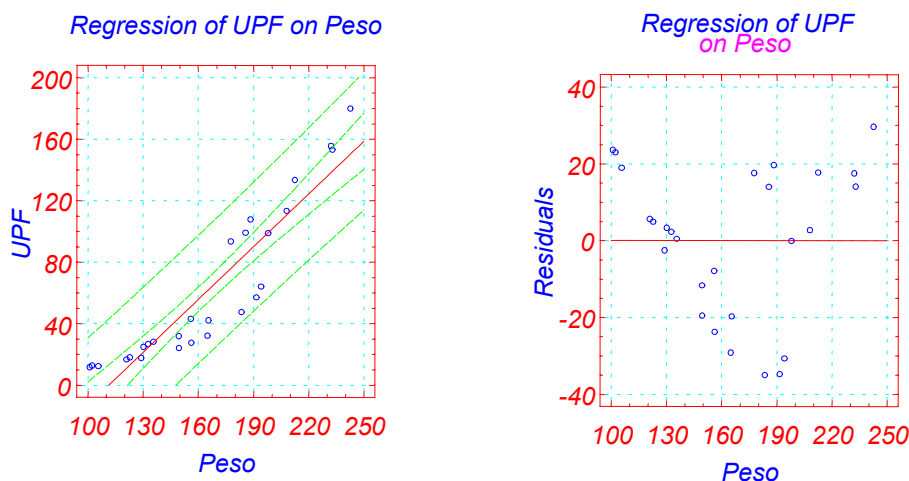 Regression of UPF on Peso
200
160
120
80
40
0
UPF
100 130 160 190 220 250
Peso
Regression of UPF
on Peso
40
20
0
-20
-40
Residuals
100 130 160 190 220 250
Peso